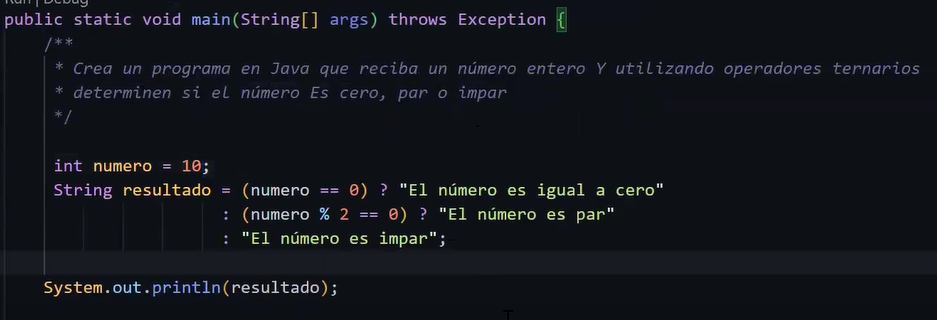 Run | Debug
public static void main(String[] args) throws Exception {
/**
* Crea un programa en Java que reciba un número entero Y utilizando operadores ternarios
* determinen si el número Es cero, par o impar
*/
int numero = 10;
String resultado = (numero == 0) ? "El número es igual a cero"
: (numero % 2 == 0) ? "El número es par"
: "El número es impar";
System.out.println(resultado);